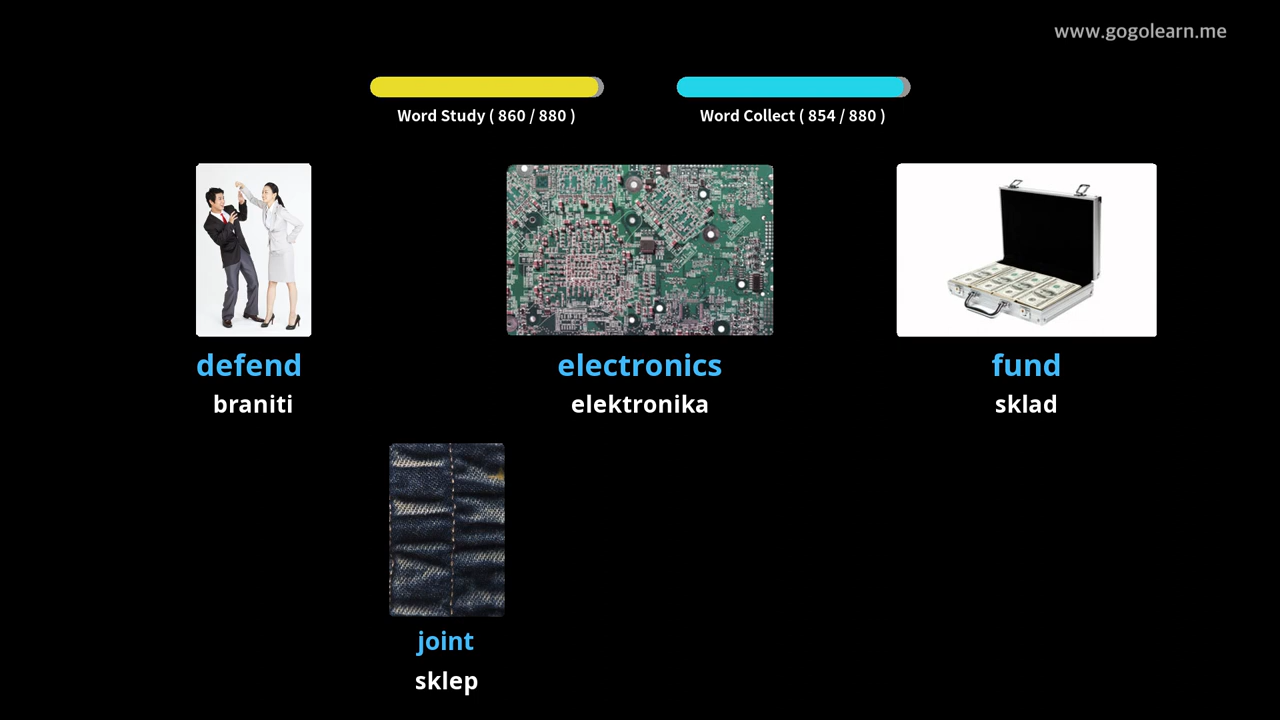 www.gogolearn.me
Word Study ( 860 / 880 )
Word Collect ( 854 / 880 )
defend
braniti
electronics
elektronika
fund
sklad
joint
sklep